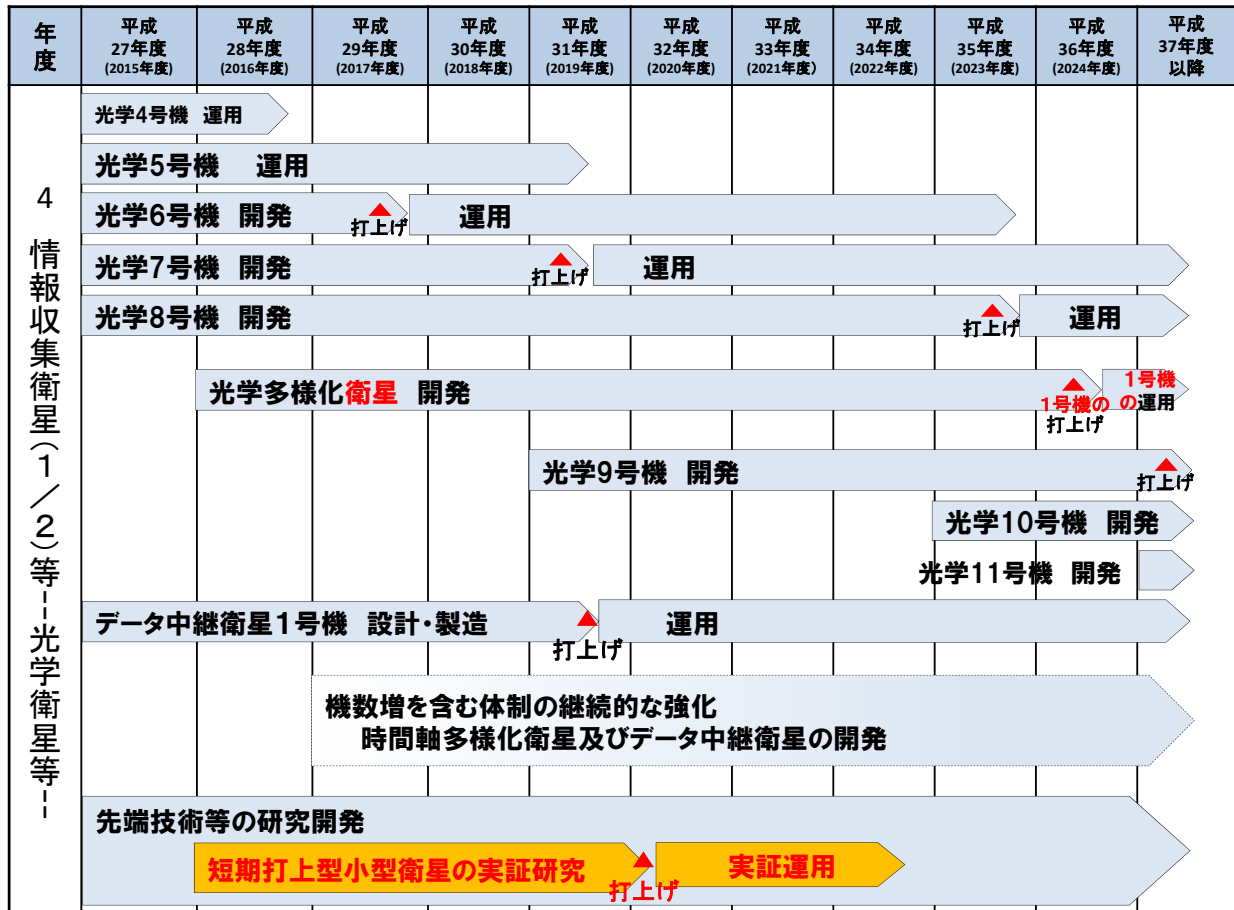 年度
平成
27年度
(2015年度)
平成
28年度
(2016年度)
平成
29年度
(2017年度)
平成
30年度
(2018年度)
平成
31年度
(2019年度)
平成
32年度
(2020年度)
平成
33年度
(2021年度)
平成
34年度
(2022年度)
平成
35年度
(2023年度)
平成
36年度
(2024年度)
平成
37年度
以降
4 情報収集衛星(1/2)等--光学衛星等--
光学4号機 運用
光学5号機 運用
光学6号機 開発
打上げ
運用
光学7号機 開発
打上げ
運用
光学8号機 開発
打上げ
運用
光学多様化衛星 開発
1号機の
打上げ
1号機
の運用
光学9号機 開発
打上げ
光学10号機 開発
光学11号機 開発
データ中継衛星1号機 設計・製造
打上げ
運用
機数増を含む体制の継続的な強化
時間軸多様化衛星及びデータ中継衛星の開発
先端技術等の研究開発
短期打上型小型衛星の実証研究
打上げ
実証運用